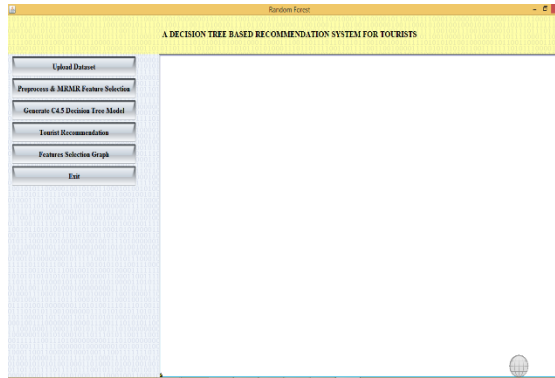 Random Forest
A DECISION TREE BASED RECOMMENDATION SYSTEM FOR TOURISTS
Upload Dataset
Preprocess & MRMR Feature Selection
Generate C4.5 Decision Tree Model
Tourist Recommendation
Features Selection Graph
Exit